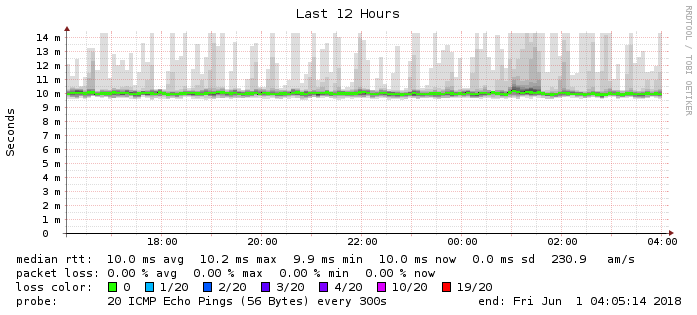 Last 12 Hours
RRDTOOL / TOBI OETIKER
Seconds
14 m
13 m
12 m
11 m
10 m
9 m
8 m
7 m
6 m
5 m
4 m
3 m
2 m
1 m
0
18:00 20:00 22:00 00:00 02:00 04:00
median rtt: 10.0 ms avg 10.2 ms max 9.9 ms min 10.0 ms now 0.0 ms sd 230.9 am/s
packet loss: 0.00 % avg 0.00 % max 0.00 % min 0.00 % now
loss color: 0 1/20 2/20 3/20 4/20 10/20 19/20
probe: 20 ICMP Echo Pings (56 Bytes) every 300s end: Fri Jun 1 04:05:14 2018